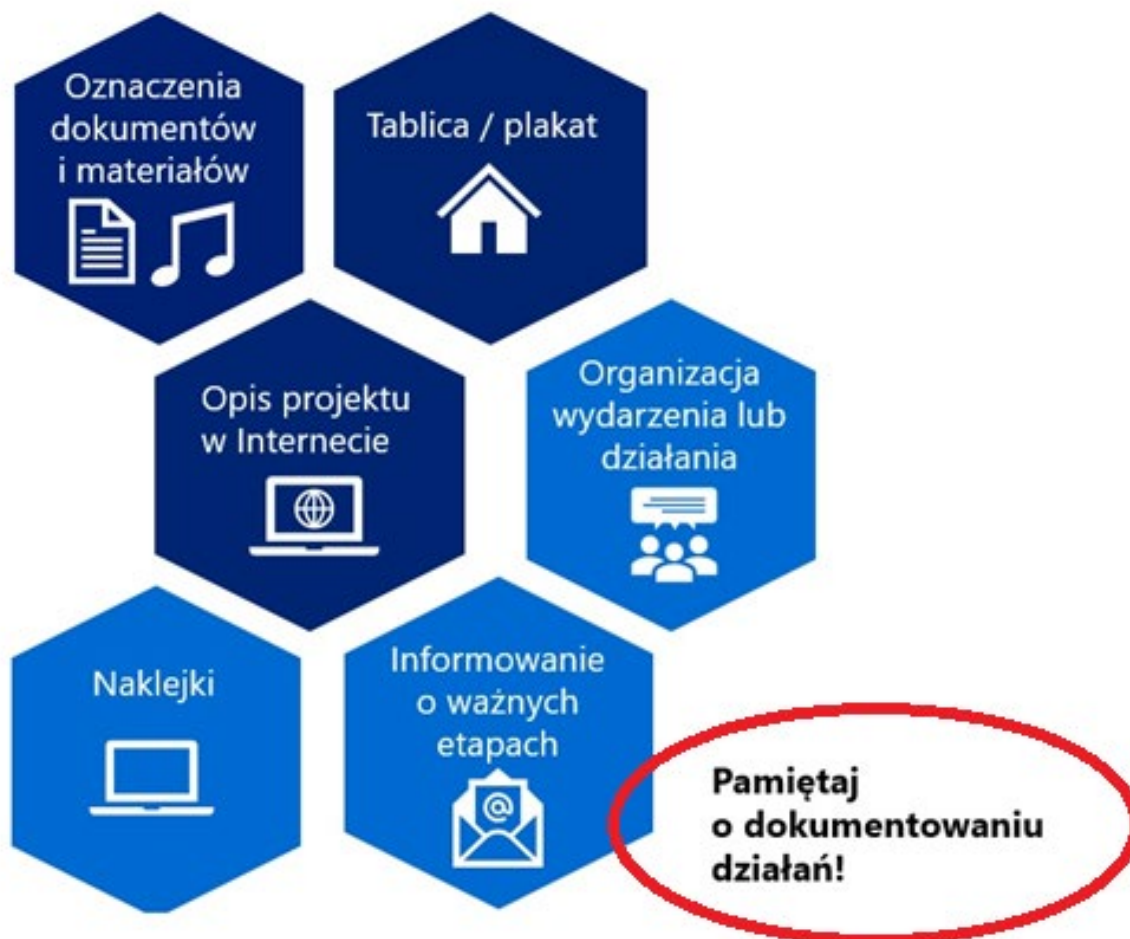 Oznaczenia
dokumentów
i materiałów
Tablica / plakat
Opis projektu
w Internecie
Organizacja
wydarzenia lub
działania
Naklejki
Informowanie
o ważnych
etapach
@
Pamiętaj
o dokumentowaniu
działań!